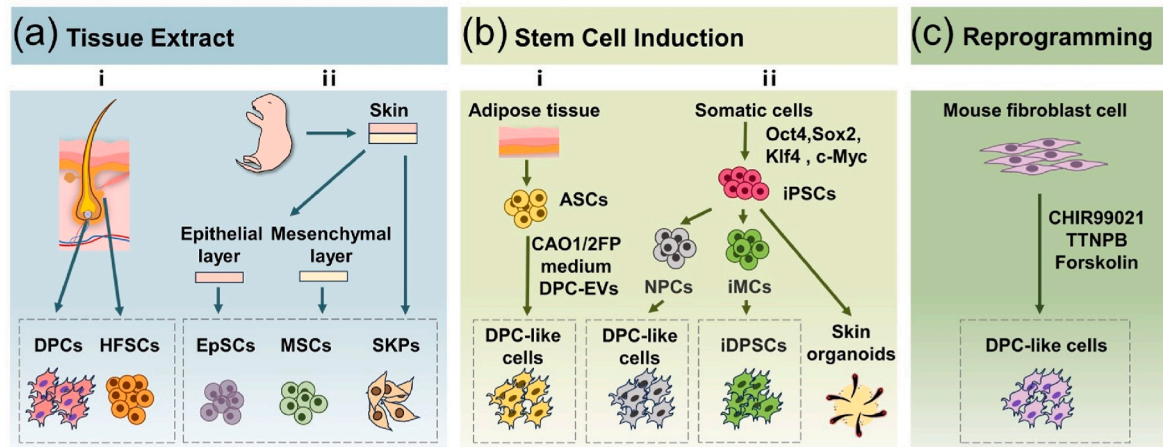 (a) Tissue Extract
i
ii
Skin
Epithelial
layer
Mesenchymal
layer
DPCs
HFSCs
EpSCs
MSCs
SKPs
(b) Stem Cell Induction
i
ii
Adipose tissue
ASCs
CAO1/2FP
medium
DPC-EVs
DPC-like
cells
Somatic cells
Oct4,Sox2,
Klf4 , c-Myc
iPSCs
NPCs
iMCs
DPC-like
cells
iDPSCs
Skin
organoids
(c) Reprogramming
Mouse fibroblast cell
CHIR99021
TTNPB
Forskolin
DPC-like cells